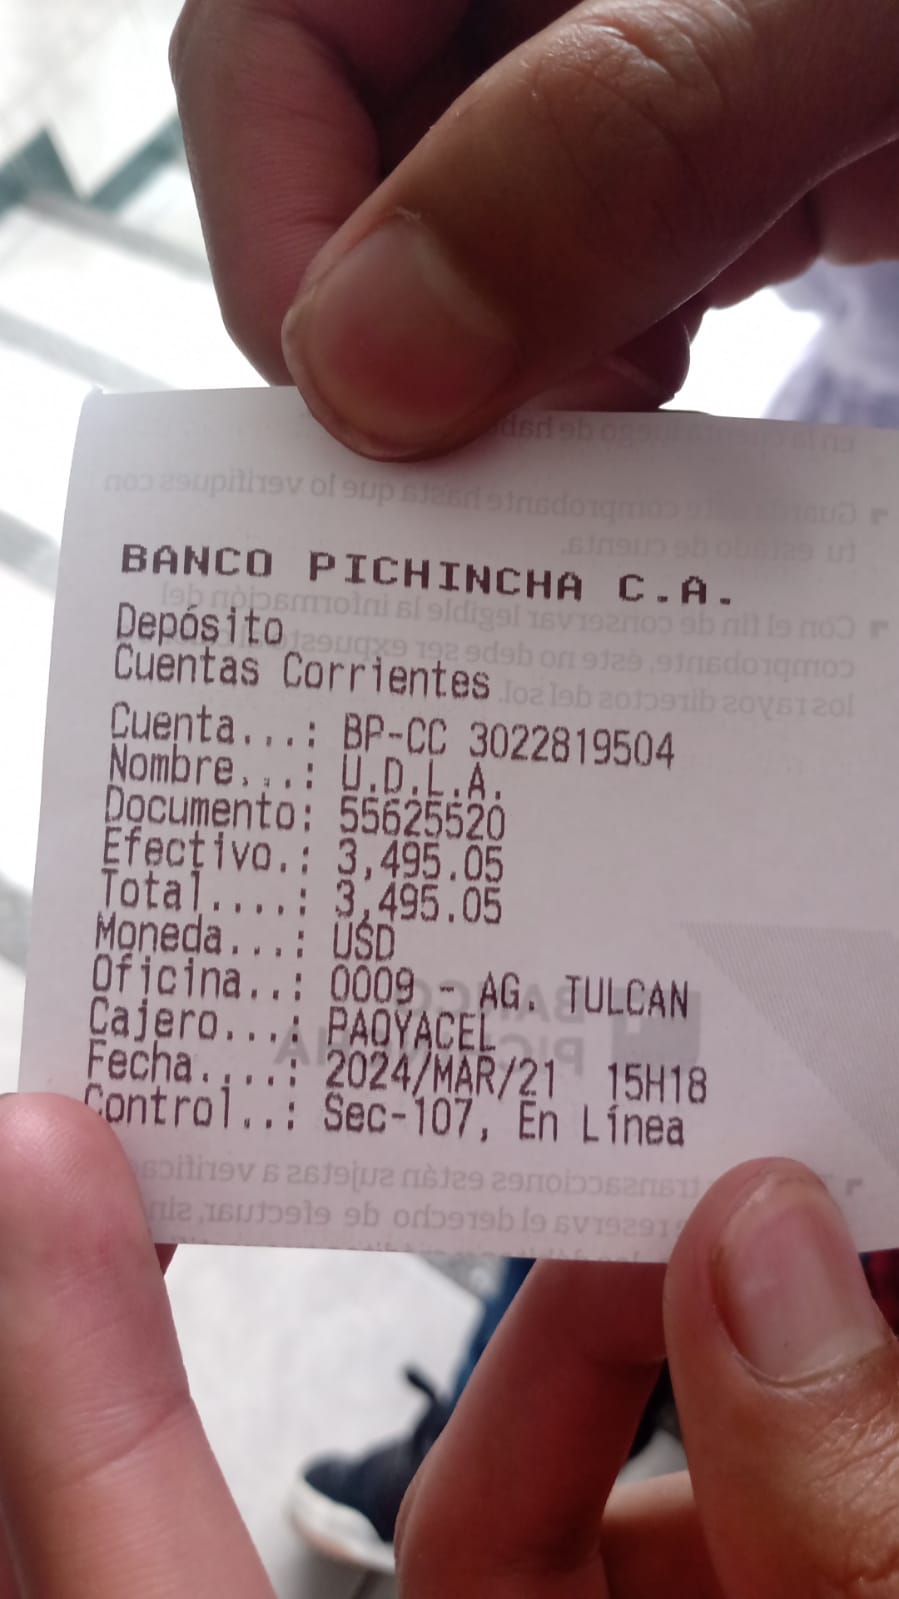 BANCO PICHINCHA C.A.
Depósito
Cuentas Corrientes
Cuenta...: BP-CC 3022819504
Nombre...: U.D.L.A.
Documento: 55625520
Efectivo.: 3,495.05
Total....: 3,495.05
Moneda...: USD
Oficina..: 0009 - AG. TULCAN
Cajero...: PAOYACEL
Fecha....: 2024/MAR/21 15H18
Control..: Sec-107, En Línea